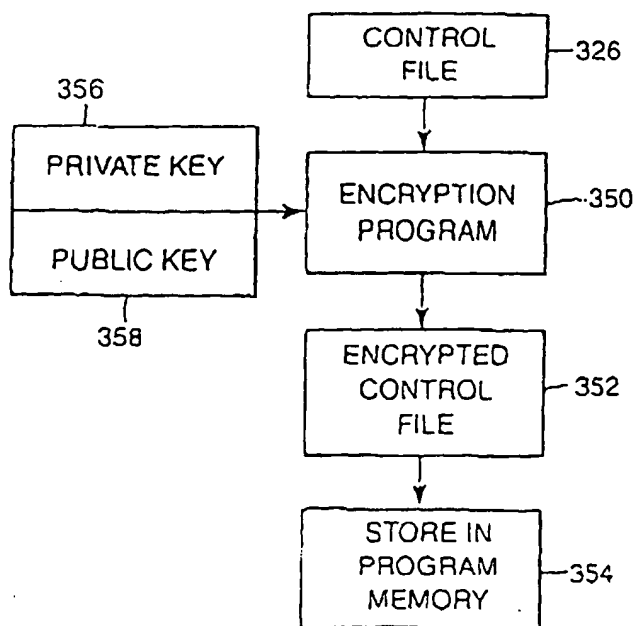 CONTROL
FILE
326
356
PRIVATE KEY
PUBLIC KEY
358
ENCRYPTION
PROGRAM
350
ENCRYPTED
CONTROL
FILE
352
STORE IN
PROGRAM
MEMORY
354